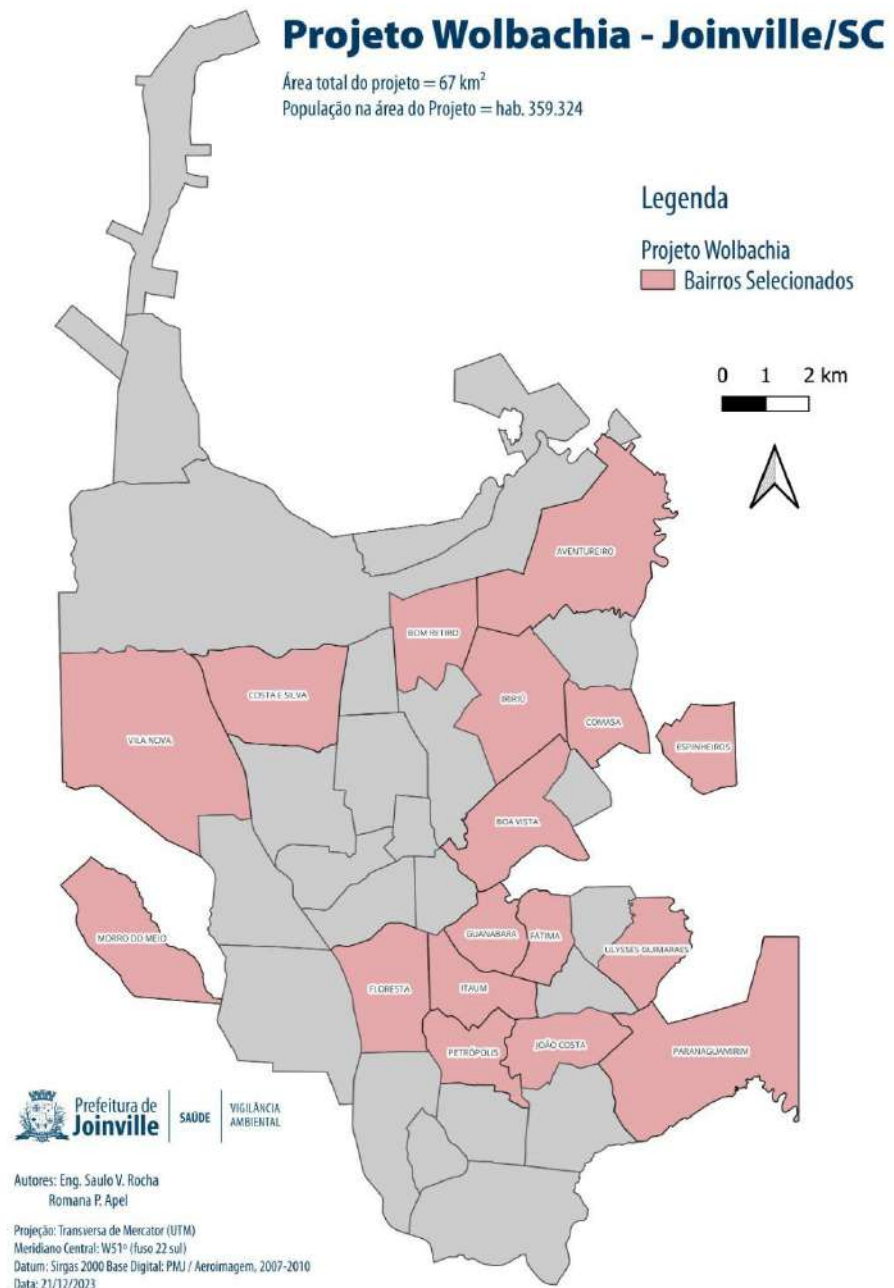 Projeto Wolbachia - Joinville/SC
Área total do projeto = 67 km²
População na área do Projeto = hab. 359.324
Legenda
Projeto Wolbachia
Bairros Selecionados
0 1 2 km
AVENTUREIRO
BOM RETIRO
COSTA E SILVA
IRIRIÚ
VILA NOVA
COMASA
ESPINHEIROS
BOA VISTA
MORRO DO MEIO
GUANABARA
FÁTIMA
ULYSSES GUIMARAES
FLORESTA
ITAUM
PETRÓPOLIS
JOÃO COSTA
PARANAGUAMIRIM
Prefeitura de
Joinville
SAÚDE
VIGILÂNCIA
AMBIENTAL
Autores: Eng. Saulo V. Rocha
Romana P. Apel
Projeção: Transversa de Mercator (UTM)
Meridiano Central: W51º (fuso 22 sul)
Datum: Sirgas 2000 Base Digital: PMJ / Aeroimagem, 2007-2010
Data: 21/12/2023